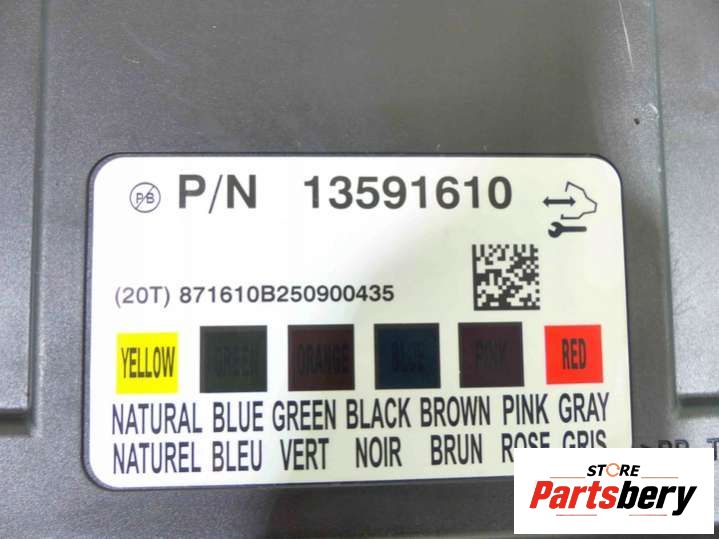 P/B P/N 13591610
(20T) 871610B250900435
YELLOW GREEN ORANGE BLUE PINK RED
NATURAL BLUE GREEN BLACK BROWN PINK GRAY
NATUREL BLEU VERT NOIR BRUN ROSE GRIS
STORE
Partsbery